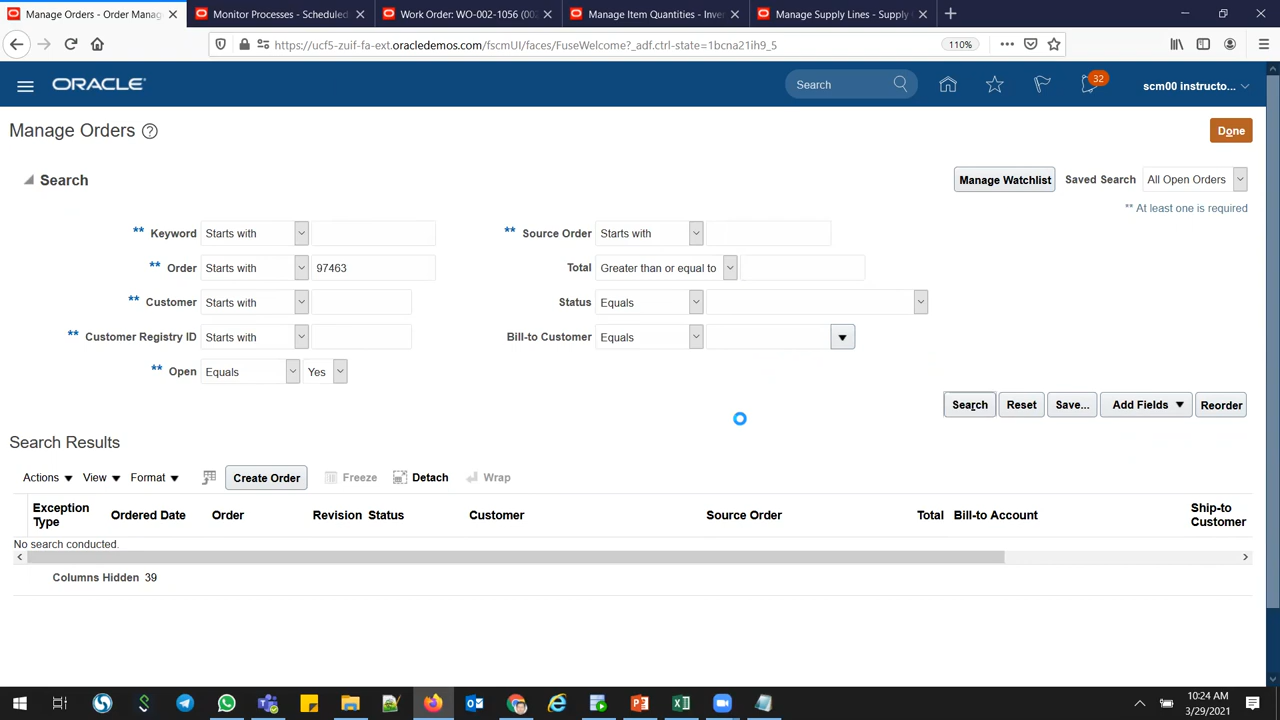 Manage Orders - Order Manag
Monitor Processes - Scheduled
Work Order: WO-002-1056 (002
Manage Item Quantities - Inven
Manage Supply Lines - Supply C
https://ucf5-zuif-fa-ext.oracledemos.com/fscmUI/faces/FuseWelcome?_adf.ctrl-state=1bcna21ih9_5
110%
ORACLE
Search
32
scm00 instructo...
Manage Orders
Done
Search
Manage Watchlist
Saved Search
All Open Orders
** At least one is required
** Keyword Starts with
** Source Order Starts with
** Order Starts with 97463
Total Greater than or equal to
** Customer Starts with
Status Equals
** Customer Registry ID Starts with
Bill-to Customer Equals
** Open Equals Yes
Search
Reset
Save...
Add Fields
Reorder
Search Results
Actions
View
Format
Create Order
Freeze
Detach
Wrap
Exception Type
Ordered Date
Order
Revision
Status
Customer
Source Order
Total
Bill-to Account
Ship-to Customer
No search conducted.
Columns Hidden 39
10:24 AM
3/29/2021